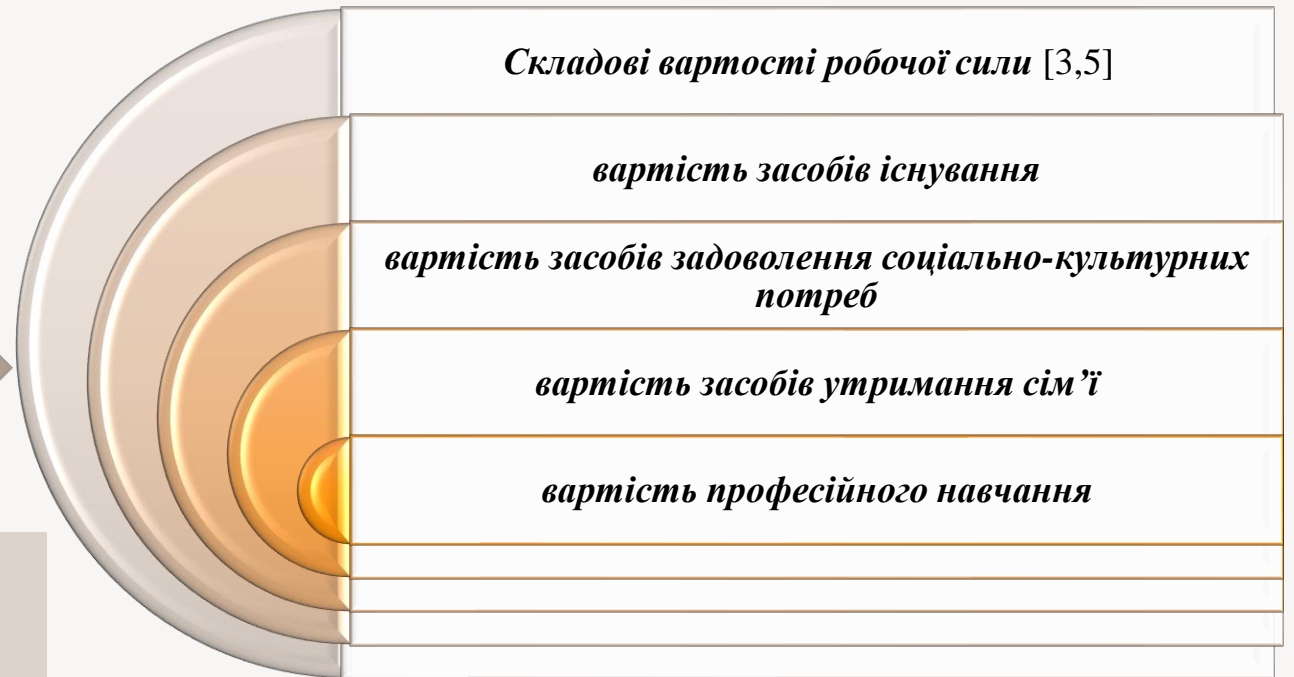 Складові вартості робочої сили [3,5]
вартість засобів існування
вартість засобів задоволення соціально-культурних
потреб
вартість засобів утримання сім’ї
вартість професійного навчання